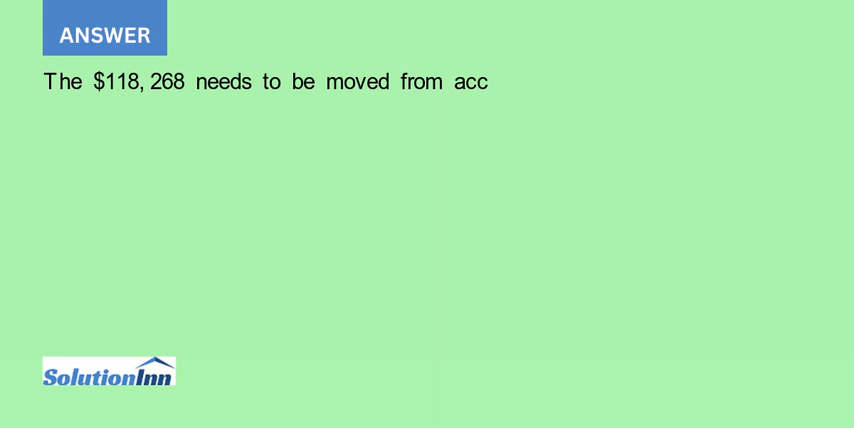 ANSWER
The $118, 268 needs to be moved from acc
SolutionInn